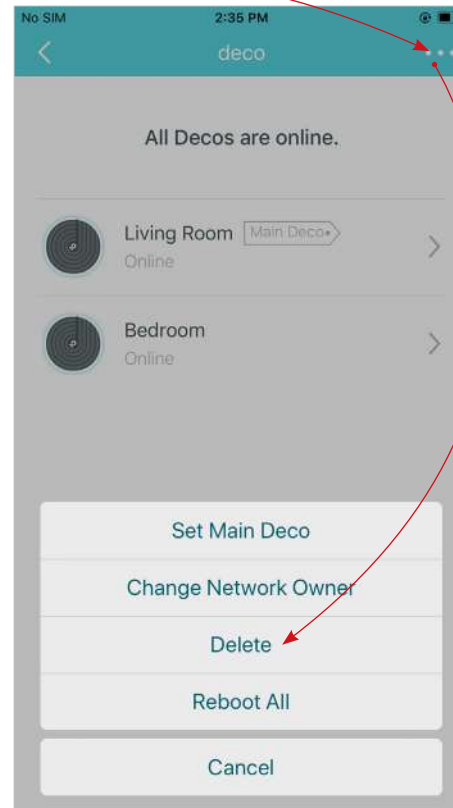 No SIM 2:35 PM
deco
All Decos are online.
Living Room Main Deco
Online
Bedroom
Online
Set Main Deco
Change Network Owner
Delete
Reboot All
Cancel